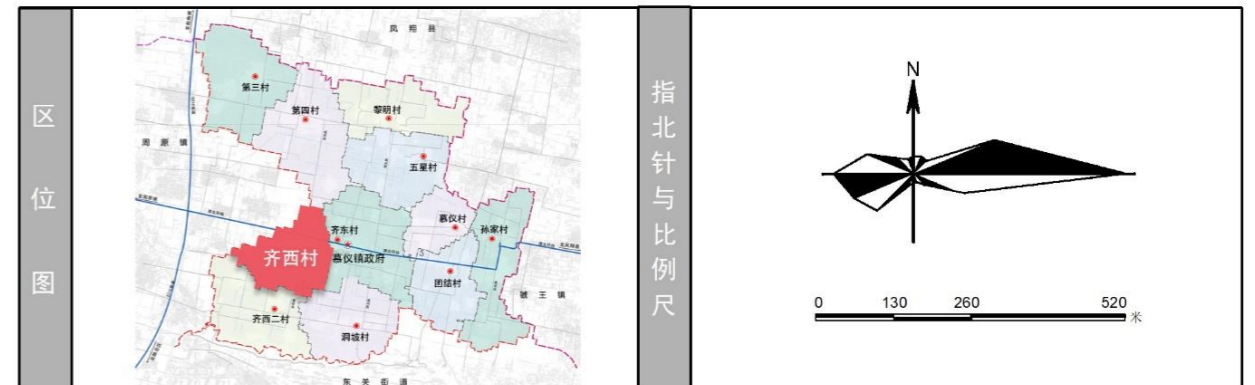 区位图
凤翔县
第三村
第四村
黎明村
周原镇
五星村
慕仪村
孙家村
齐东村
齐西村
慕仪镇政府
团结村
虢王镇
齐西二村
洞坡村
东关街道
指北针与比例尺
N
0 130 260 520
米